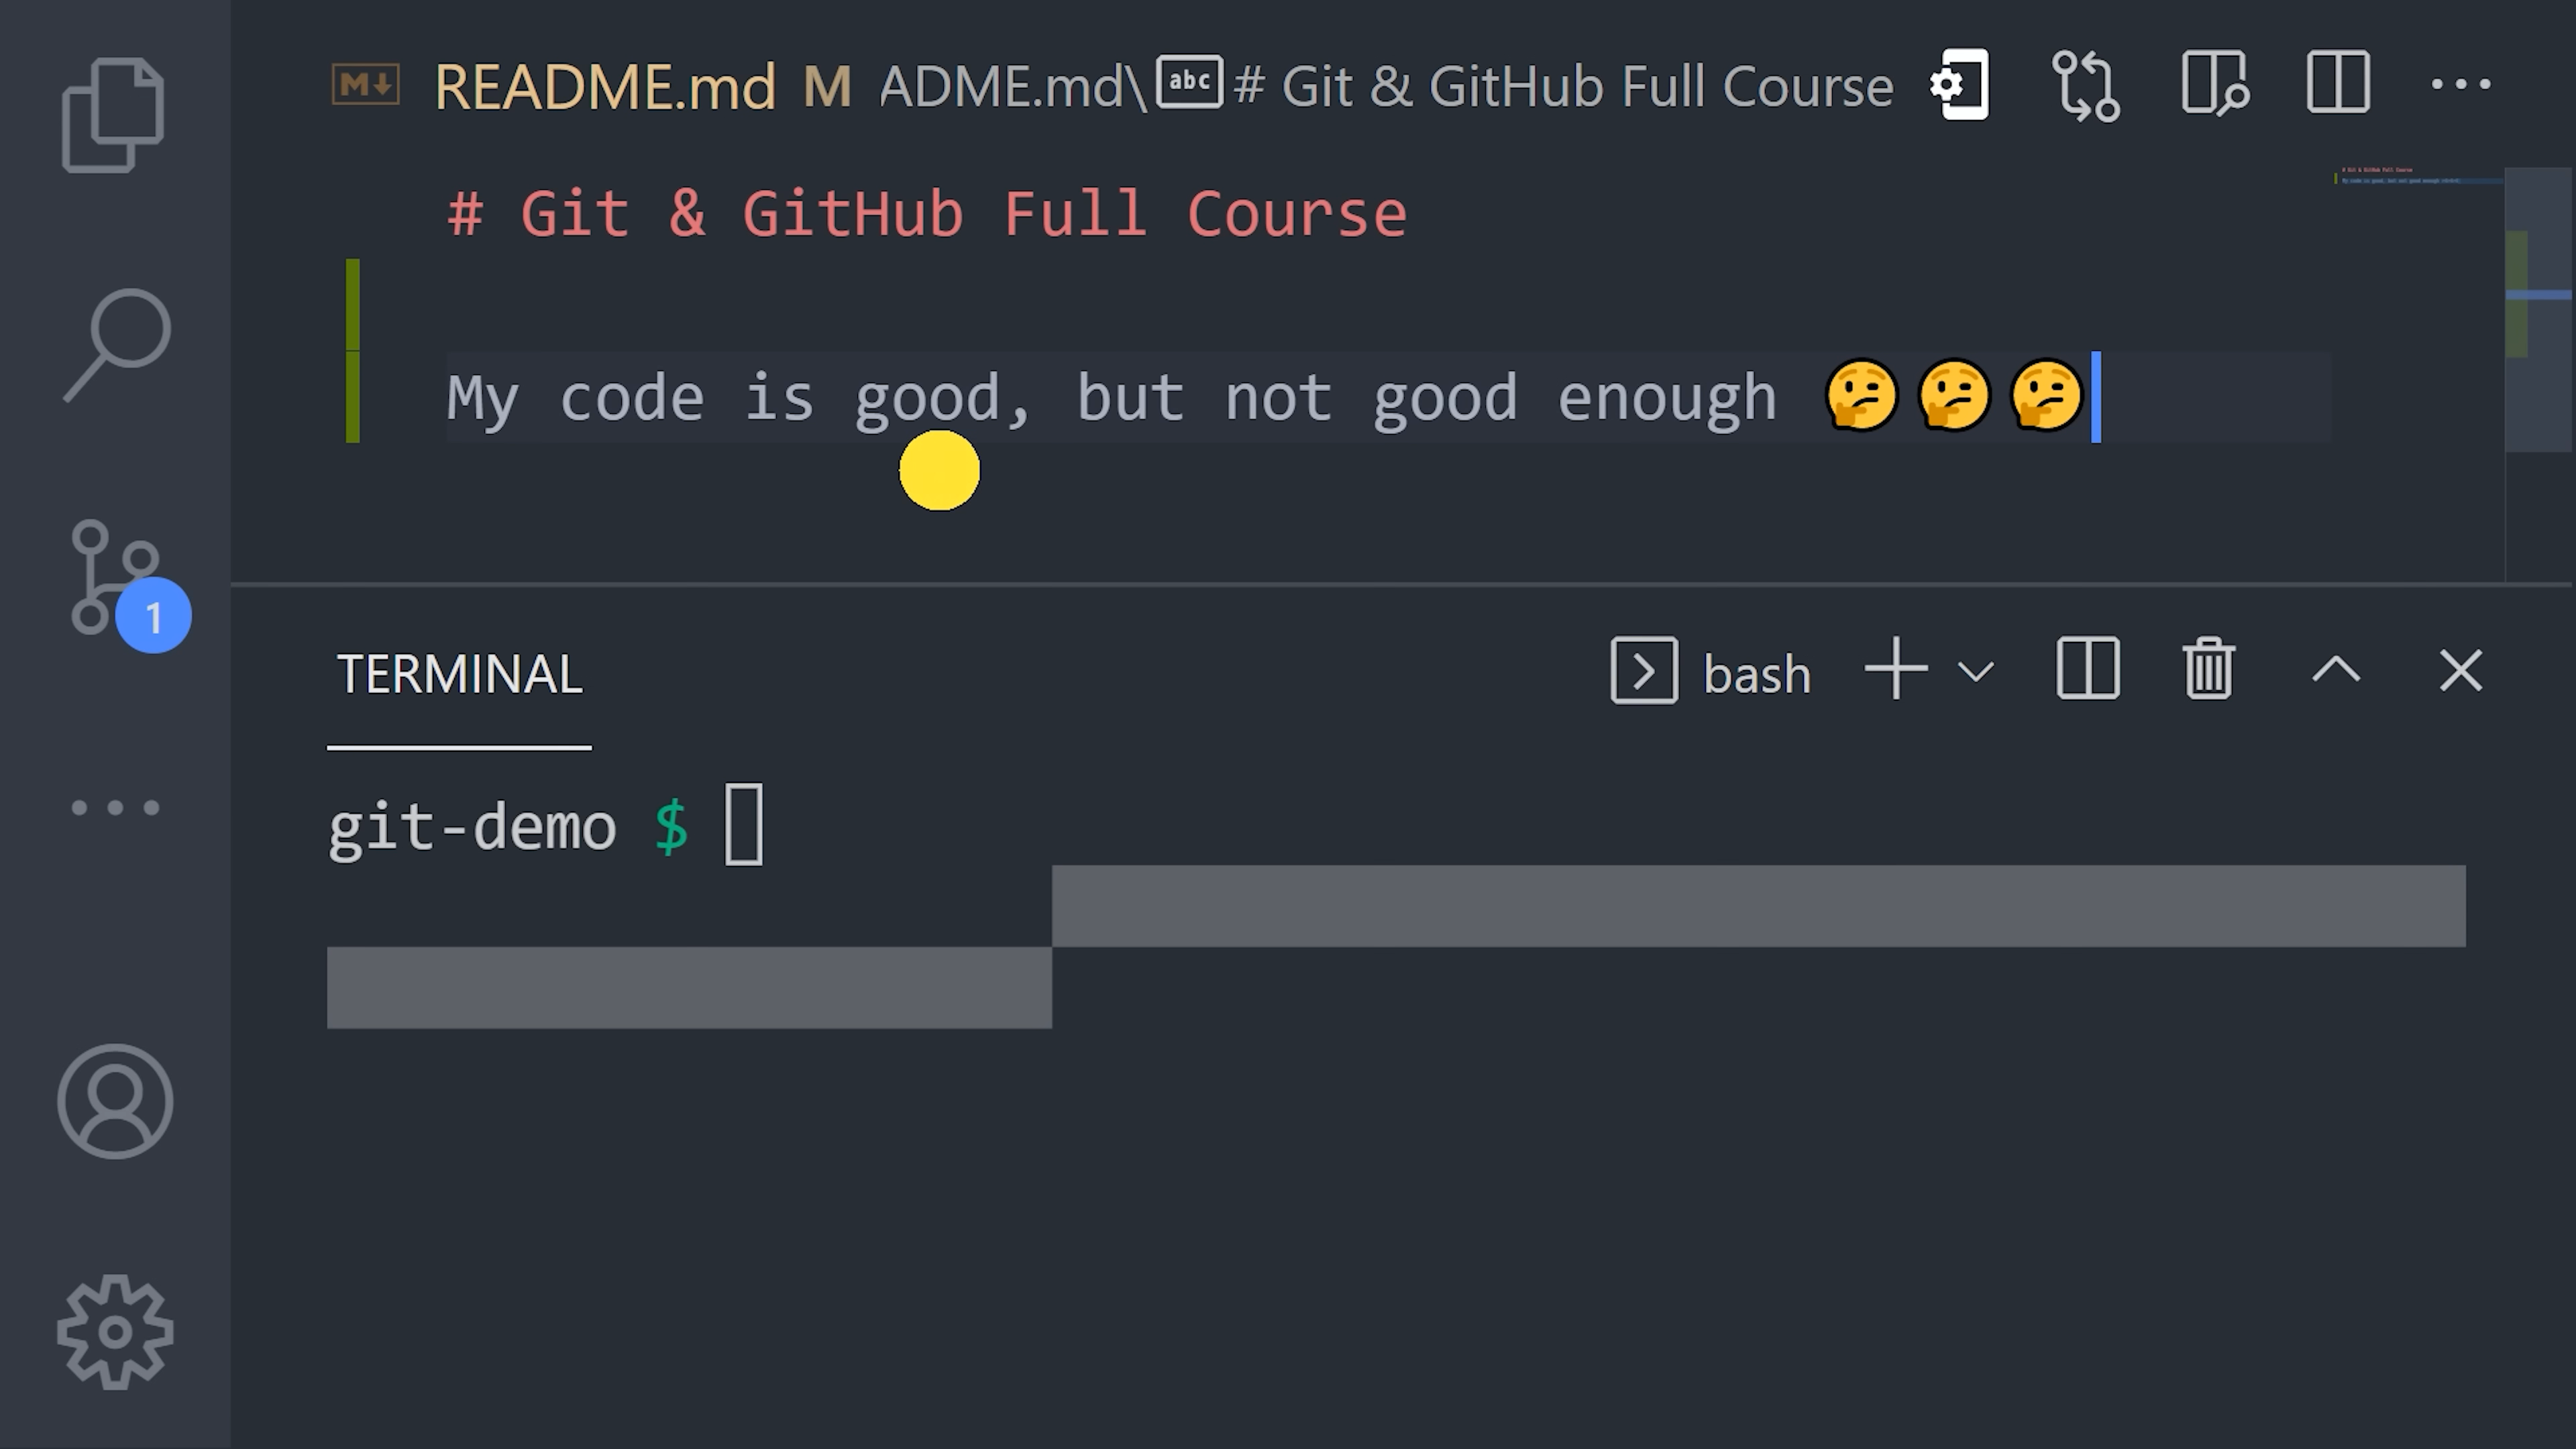 M↓ README.md M ADME.md\ abc # Git & GitHub Full Course
# Git & GitHub Full Course
My code is good, but not good enough 🤔🤔🤔
1
TERMINAL
bash
git-demo $